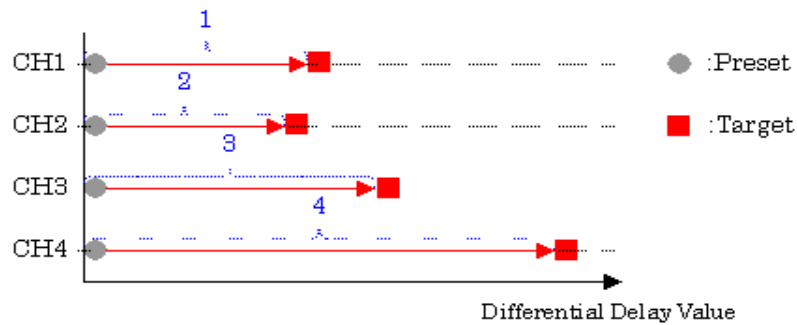 1
CH1
:Preset
2
CH2
:Target
3
CH3
4
CH4
Differential Delay Value